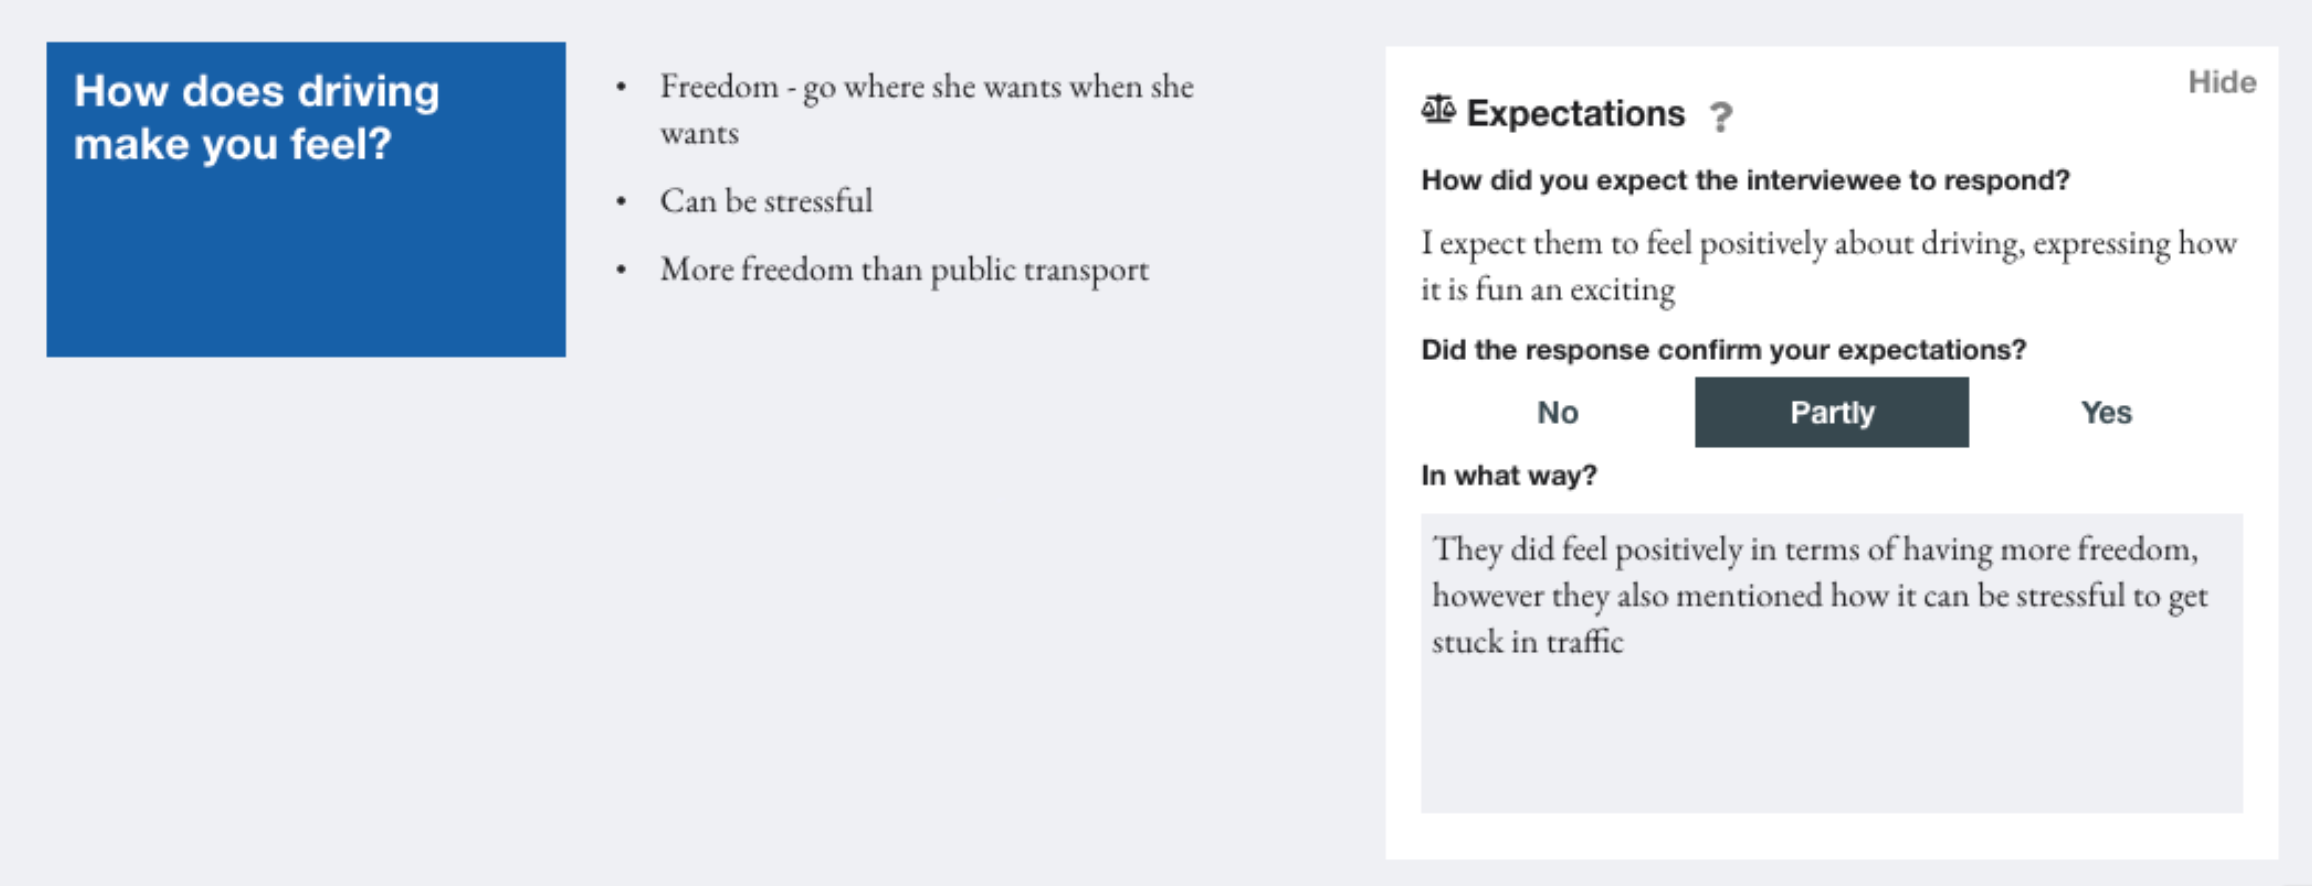 How does driving
make you feel?
• Freedom - go where she wants when she
wants
• Can be stressful
• More freedom than public transport
Hide
Expectations ?
How did you expect the interviewee to respond?
I expect them to feel positively about driving, expressing how
it is fun an exciting
Did the response confirm your expectations?
No Partly Yes
In what way?
They did feel positively in terms of having more freedom,
however they also mentioned how it can be stressful to get
stuck in traffic